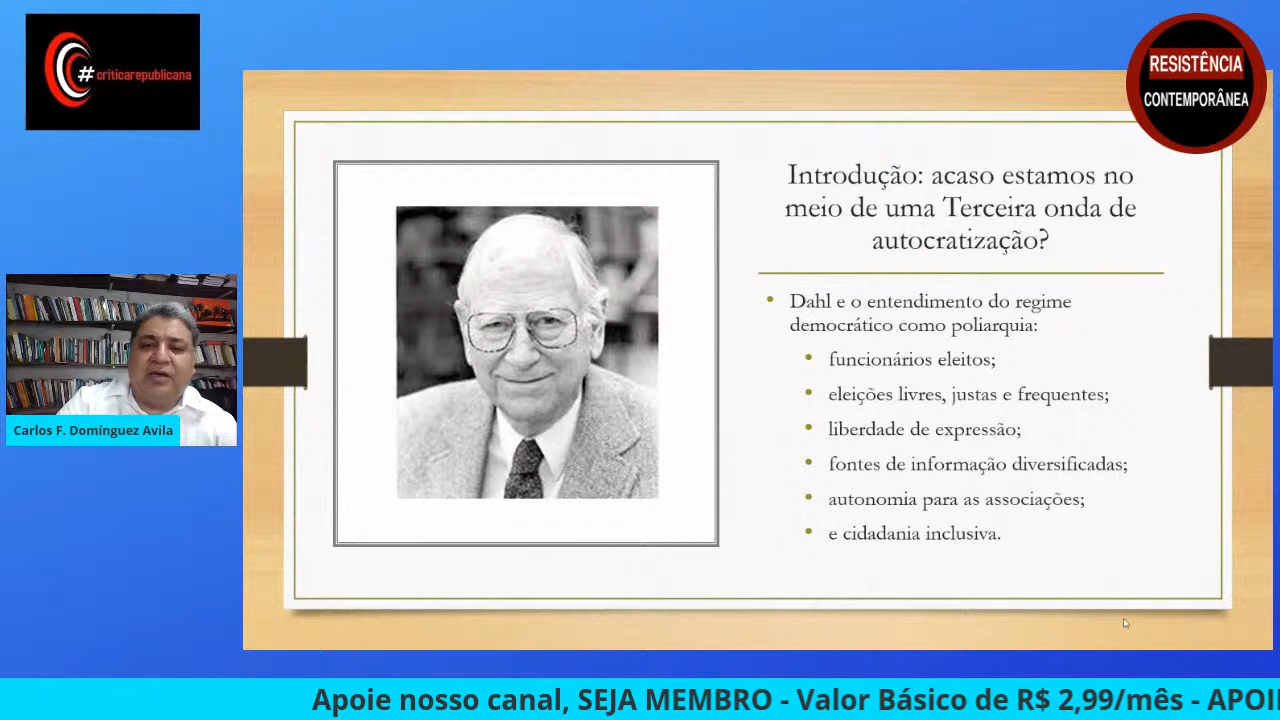 #criticarepublicana
RESISTÊNCIA
CONTEMPORÂNEA
Introdução: acaso estamos no
meio de uma Terceira onda de
autocratização?
Dahl e o entendimento do regime
democrático como poliarquia:
funcionários eleitos;
eleições livres, justas e frequentes;
liberdade de expressão;
fontes de informação diversificadas;
autonomia para as associações;
e cidadania inclusiva.
Carlos F. Domínguez Avila
Apoie nosso canal, SEJA MEMBRO - Valor Básico de R$ 2,99/mês - APOI